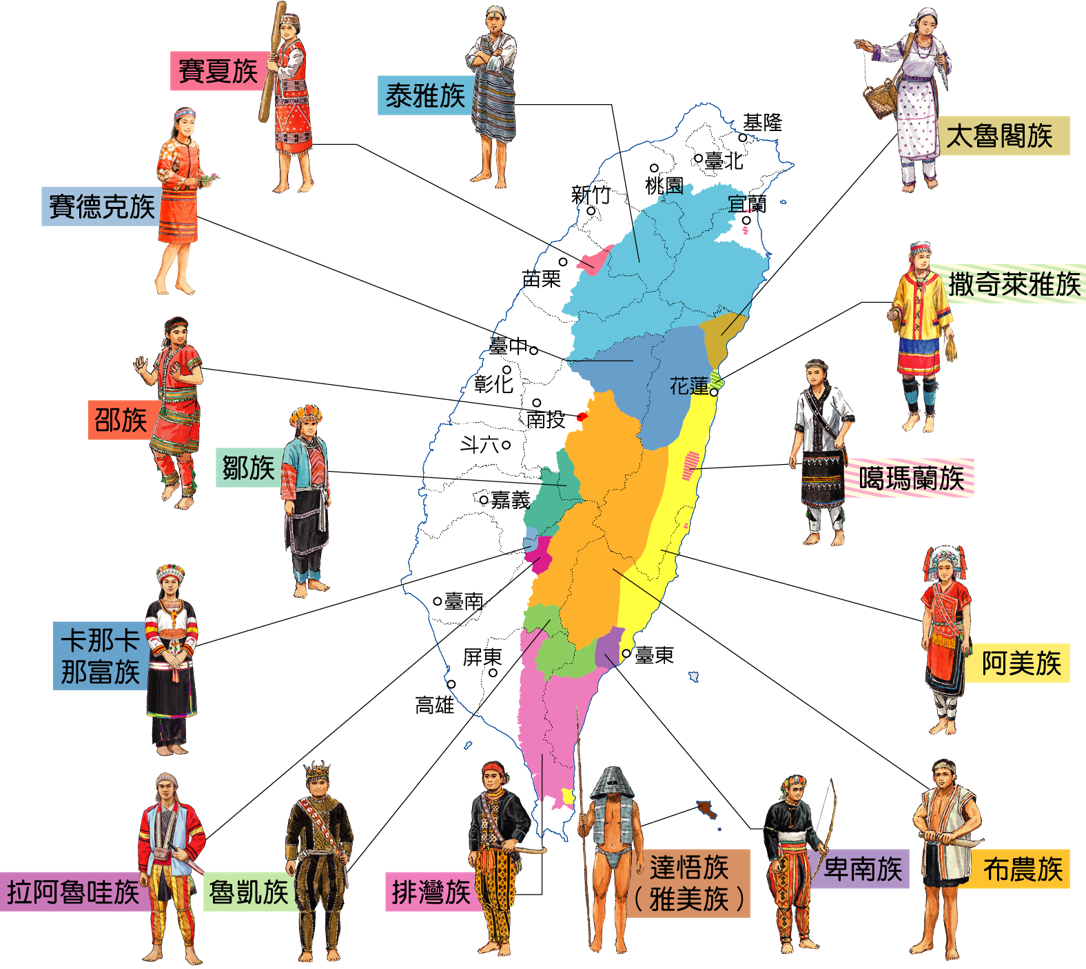 賽夏族
泰雅族
太魯閣族
賽德克族
撒奇萊雅族
邵族
鄒族
噶瑪蘭族
卡那卡
那富族
阿美族
拉阿魯哇族
魯凱族
排灣族
達悟族
（雅美族）
卑南族
布農族
基隆
臺北
桃園
新竹
宜蘭
苗栗
臺中
彰化
花蓮
南投
斗六
嘉義
臺南
屏東
臺東
高雄